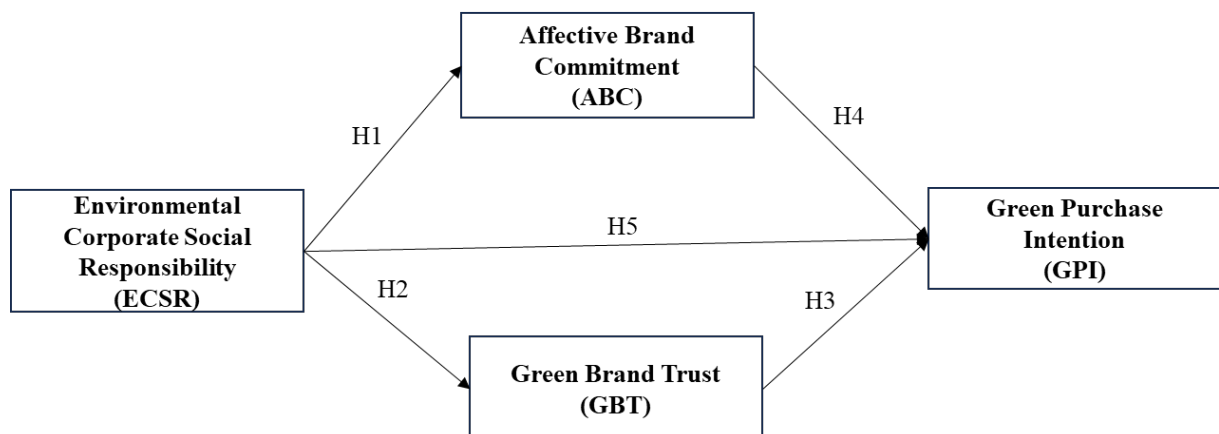 Affective Brand
Commitment
(ABC)
H1
H4
Environmental
Corporate Social
Responsibility
(ECSR)
H5
Green Purchase
Intention
(GPI)
H2
H3
Green Brand Trust
(GBT)